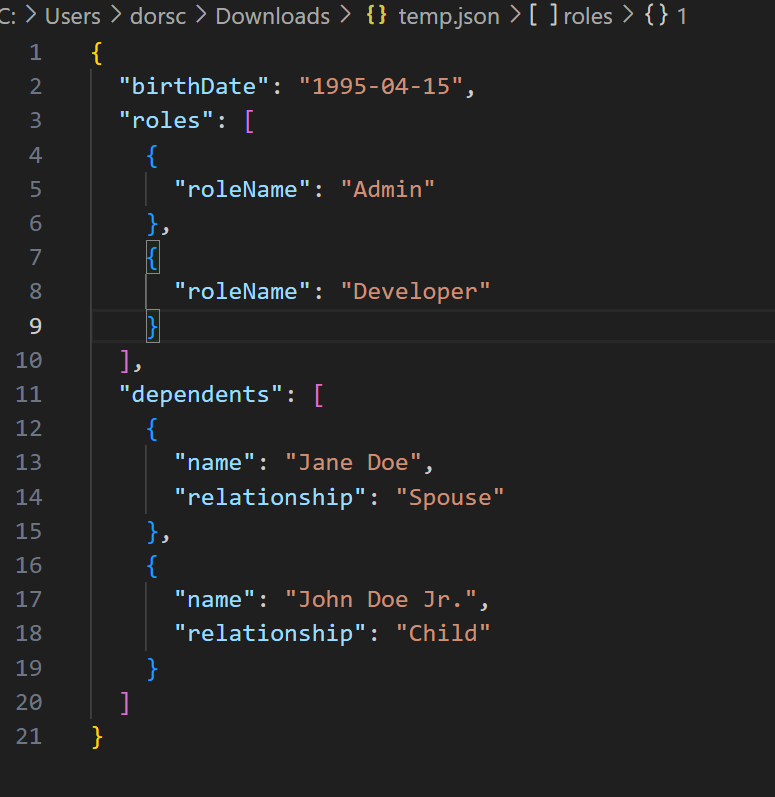 C: > Users > dorsc > Downloads > {} temp.json > [ ] roles > {} 1
1 {
2   "birthDate": "1995-04-15",
3   "roles": [
4     {
5       "roleName": "Admin"
6     },
7     {
8       "roleName": "Developer"
9     }
10   ],
11   "dependents": [
12     {
13       "name": "Jane Doe",
14       "relationship": "Spouse"
15     },
16     {
17       "name": "John Doe Jr.",
18       "relationship": "Child"
19     }
20   ]
21 }